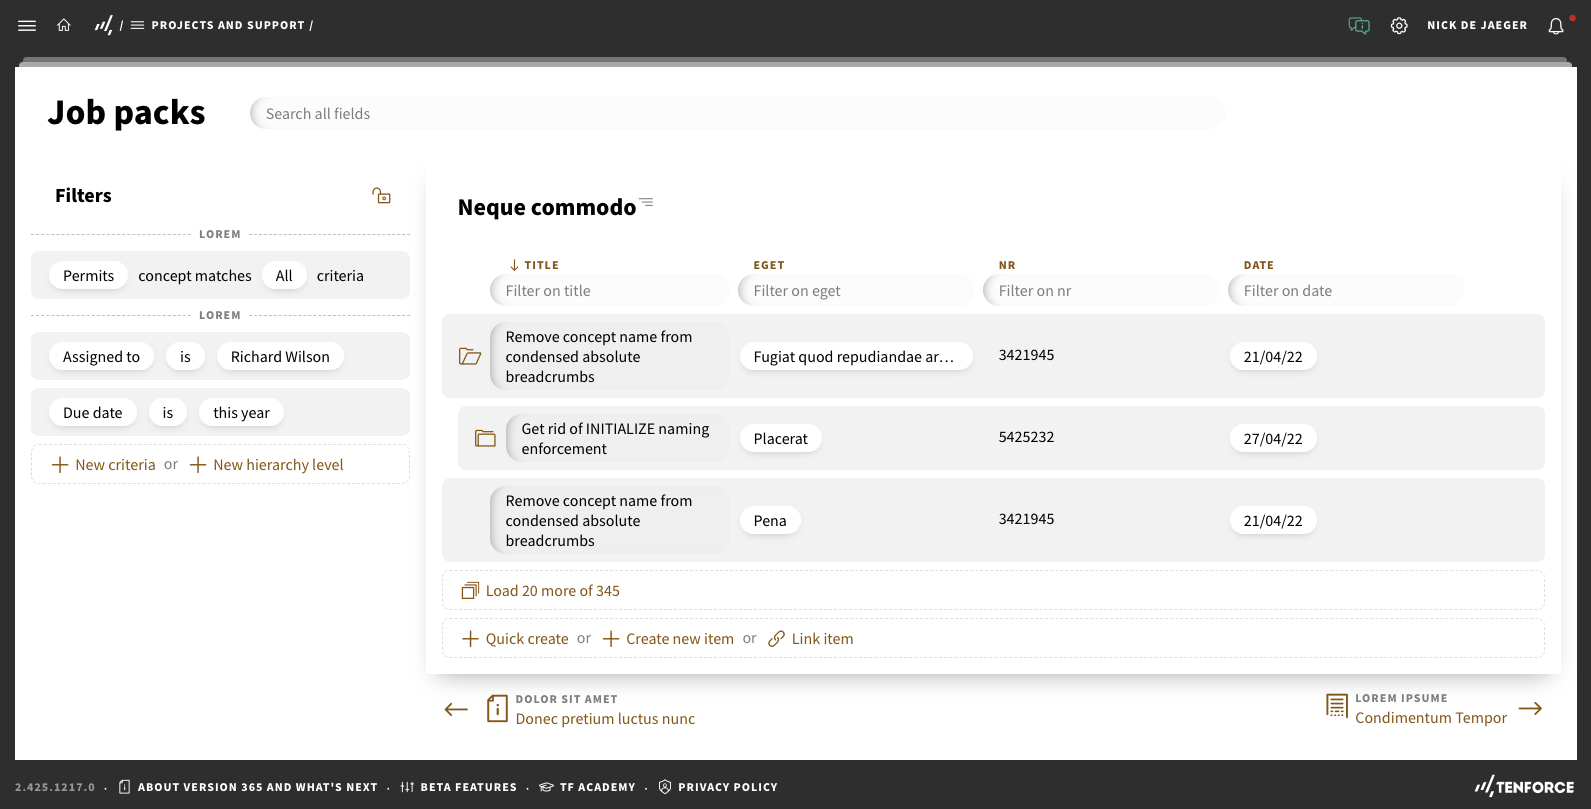 / PROJECTS AND SUPPORT /
NICK DE JAEGER
Job packs
Search all fields
Filters
LOREM
Permits concept matches All criteria
LOREM
Assigned to is Richard Wilson
Due date is this year
New criteria or New hierarchy level
Neque commodo
TITLE EGET NR DATE
Filter on title Filter on eget Filter on nr Filter on date
Remove concept name from
condensed absolute
breadcrumbs
Fugiat quod repudiandae ar... 3421945 21/04/22
Get rid of INITIALIZE naming
enforcement
Placerat 5425232 27/04/22
Remove concept name from
condensed absolute
breadcrumbs
Pena 3421945 21/04/22
Load 20 more of 345
Quick create or Create new item or Link item
DOLOR SIT AMET
Donec pretium luctus nunc
LOREM IPSUME
Condimentum Tempor
2.425.1217.0 . ABOUT VERSION 365 AND WHAT'S NEXT . BETA FEATURES . TF ACADEMY . PRIVACY POLICY
TENFORCE